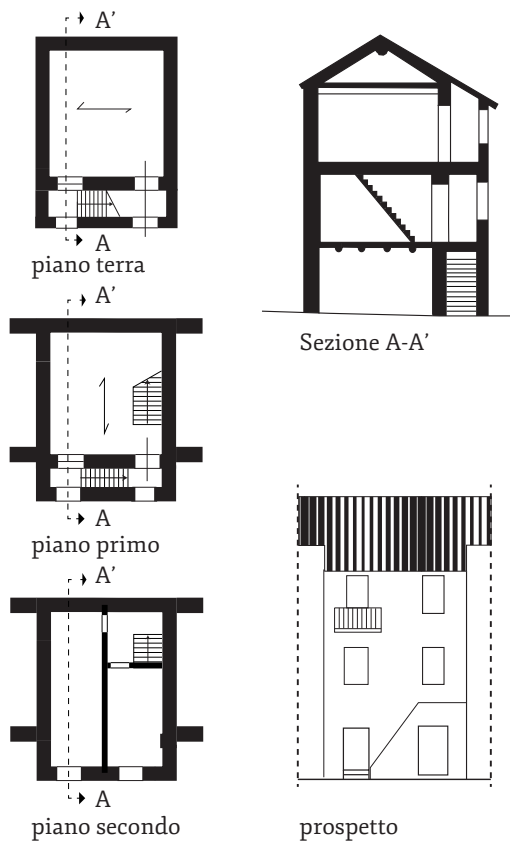 A’
A
piano terra
A’
A
piano primo
A’
A
piano secondo
Sezione A-A’
prospetto